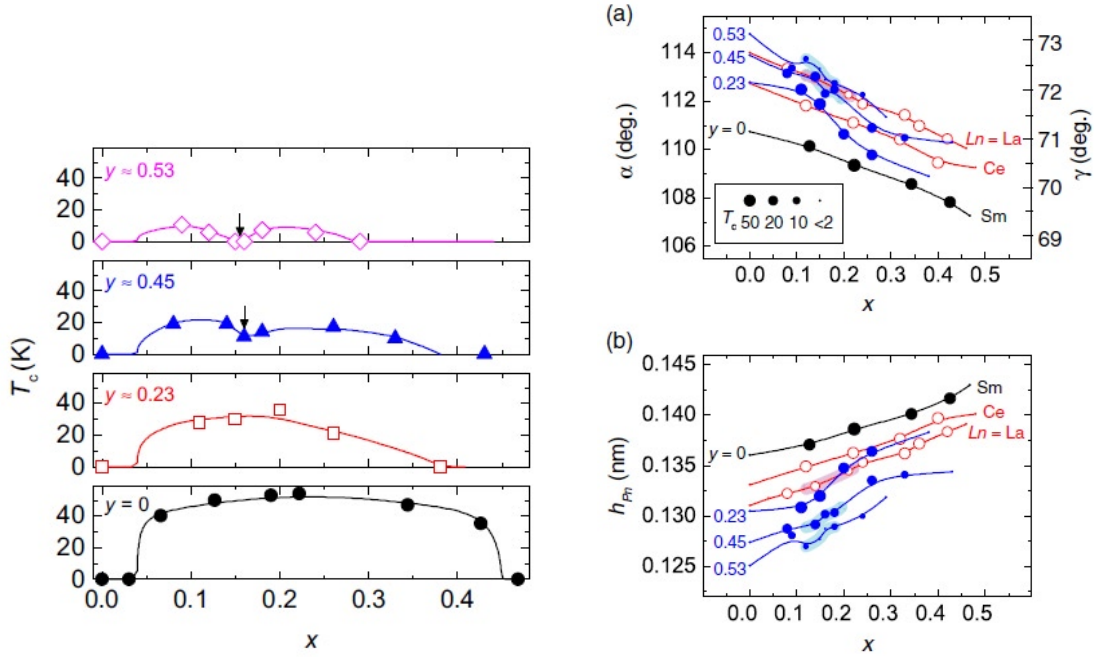 T_c (K)
y ≈ 0.53
40
20
0
y ≈ 0.45
40
20
0
y ≈ 0.23
40
20
0
y = 0
40
20
0
0.0 0.1 0.2 0.3 0.4
x
(a)
α (deg.)
114
112
110
108
106
0.53
0.45
0.23
y = 0
Ln = La
Ce
Sm
T_c 50 20 10 <2
73
72
71
70
69
γ (deg.)
0.0 0.1 0.2 0.3 0.4 0.5
x
(b)
h_Pn (nm)
0.145
0.140
0.135
0.130
0.125
y = 0
Sm
Ce
Ln = La
0.23
0.45
0.53
0.0 0.1 0.2 0.3 0.4 0.5
x